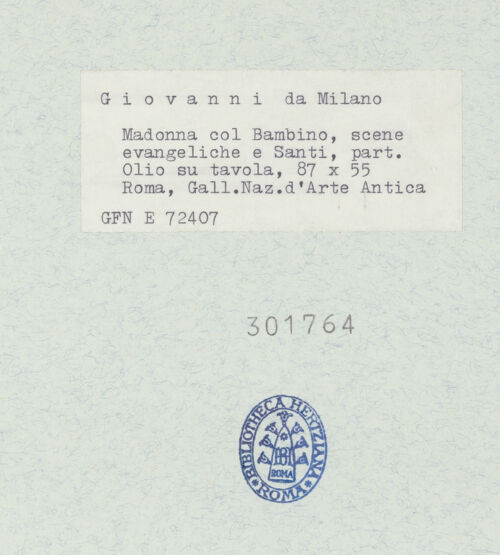 G i o v a n n i da Milano
Madonna col Bambino, scene
evangeliche e Santi, part.
Olio su tavola, 87 x 55
Roma, Gall.Naz.d'Arte Antica
GFN E 72407
301764
BIBLIOTHECA HERTZIANA
ROMA
ROMA